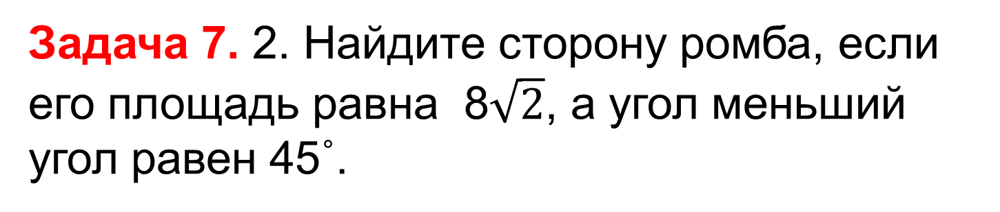 Задача 7. 2. Найдите сторону ромба, если
его площадь равна 8√2, а угол меньший
угол равен 45°.